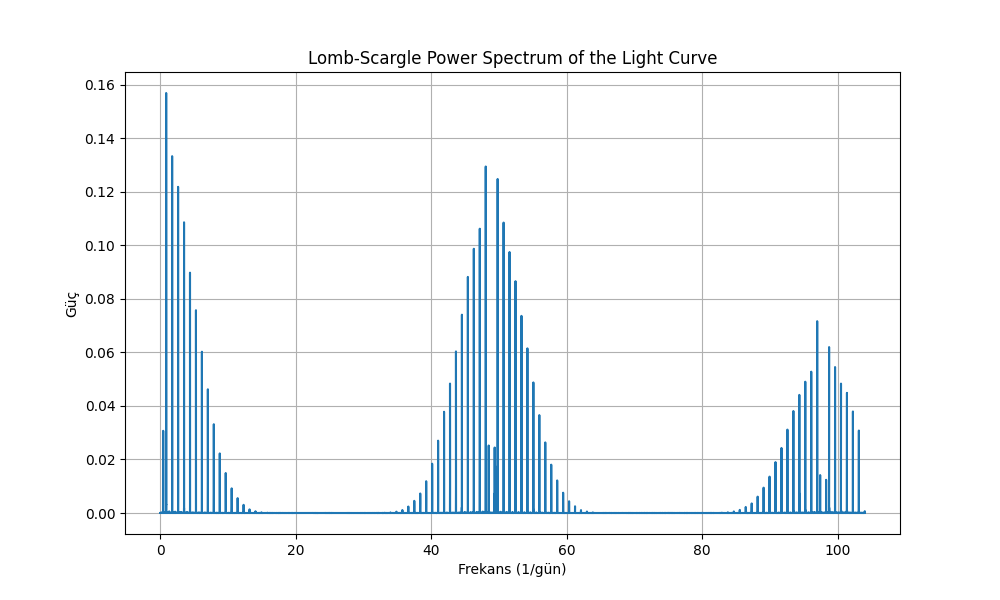 Lomb-Scargle Power Spectrum of the Light Curve
0.16
0.14
0.12
0.10
0.08
0.06
0.04
0.02
0.00
Güç
0 20 40 60 80 100
Frekans (1/gün)